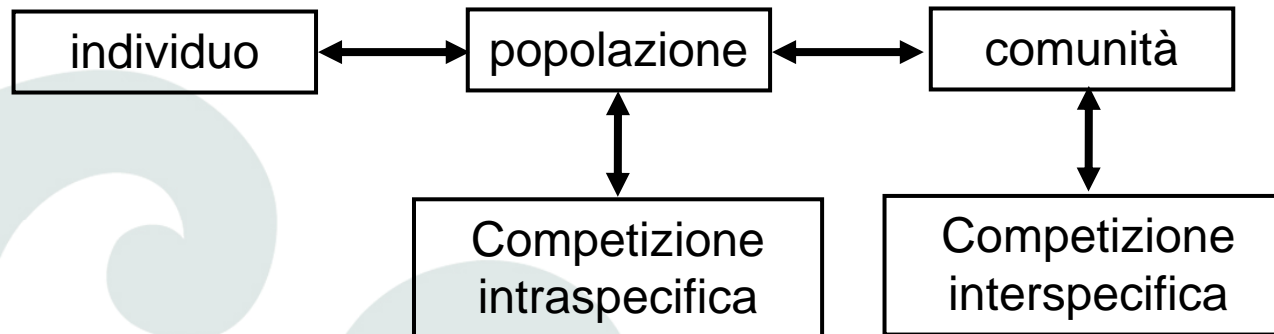 individuo
popolazione
comunità
Competizione
intraspecifica
Competizione
interspecifica